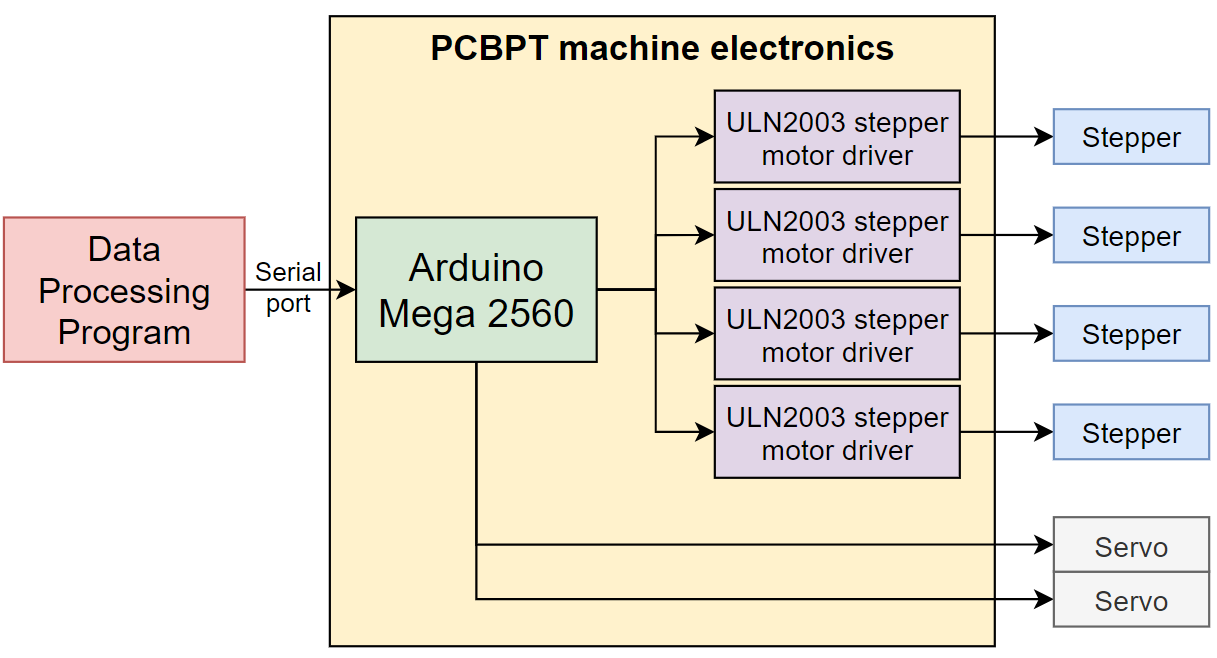 PCBPT machine electronics
Data
Processing
Program
Serial
port
Arduino
Mega 2560
ULN2003 stepper
motor driver
Stepper
ULN2003 stepper
motor driver
Stepper
ULN2003 stepper
motor driver
Stepper
ULN2003 stepper
motor driver
Stepper
Servo
Servo